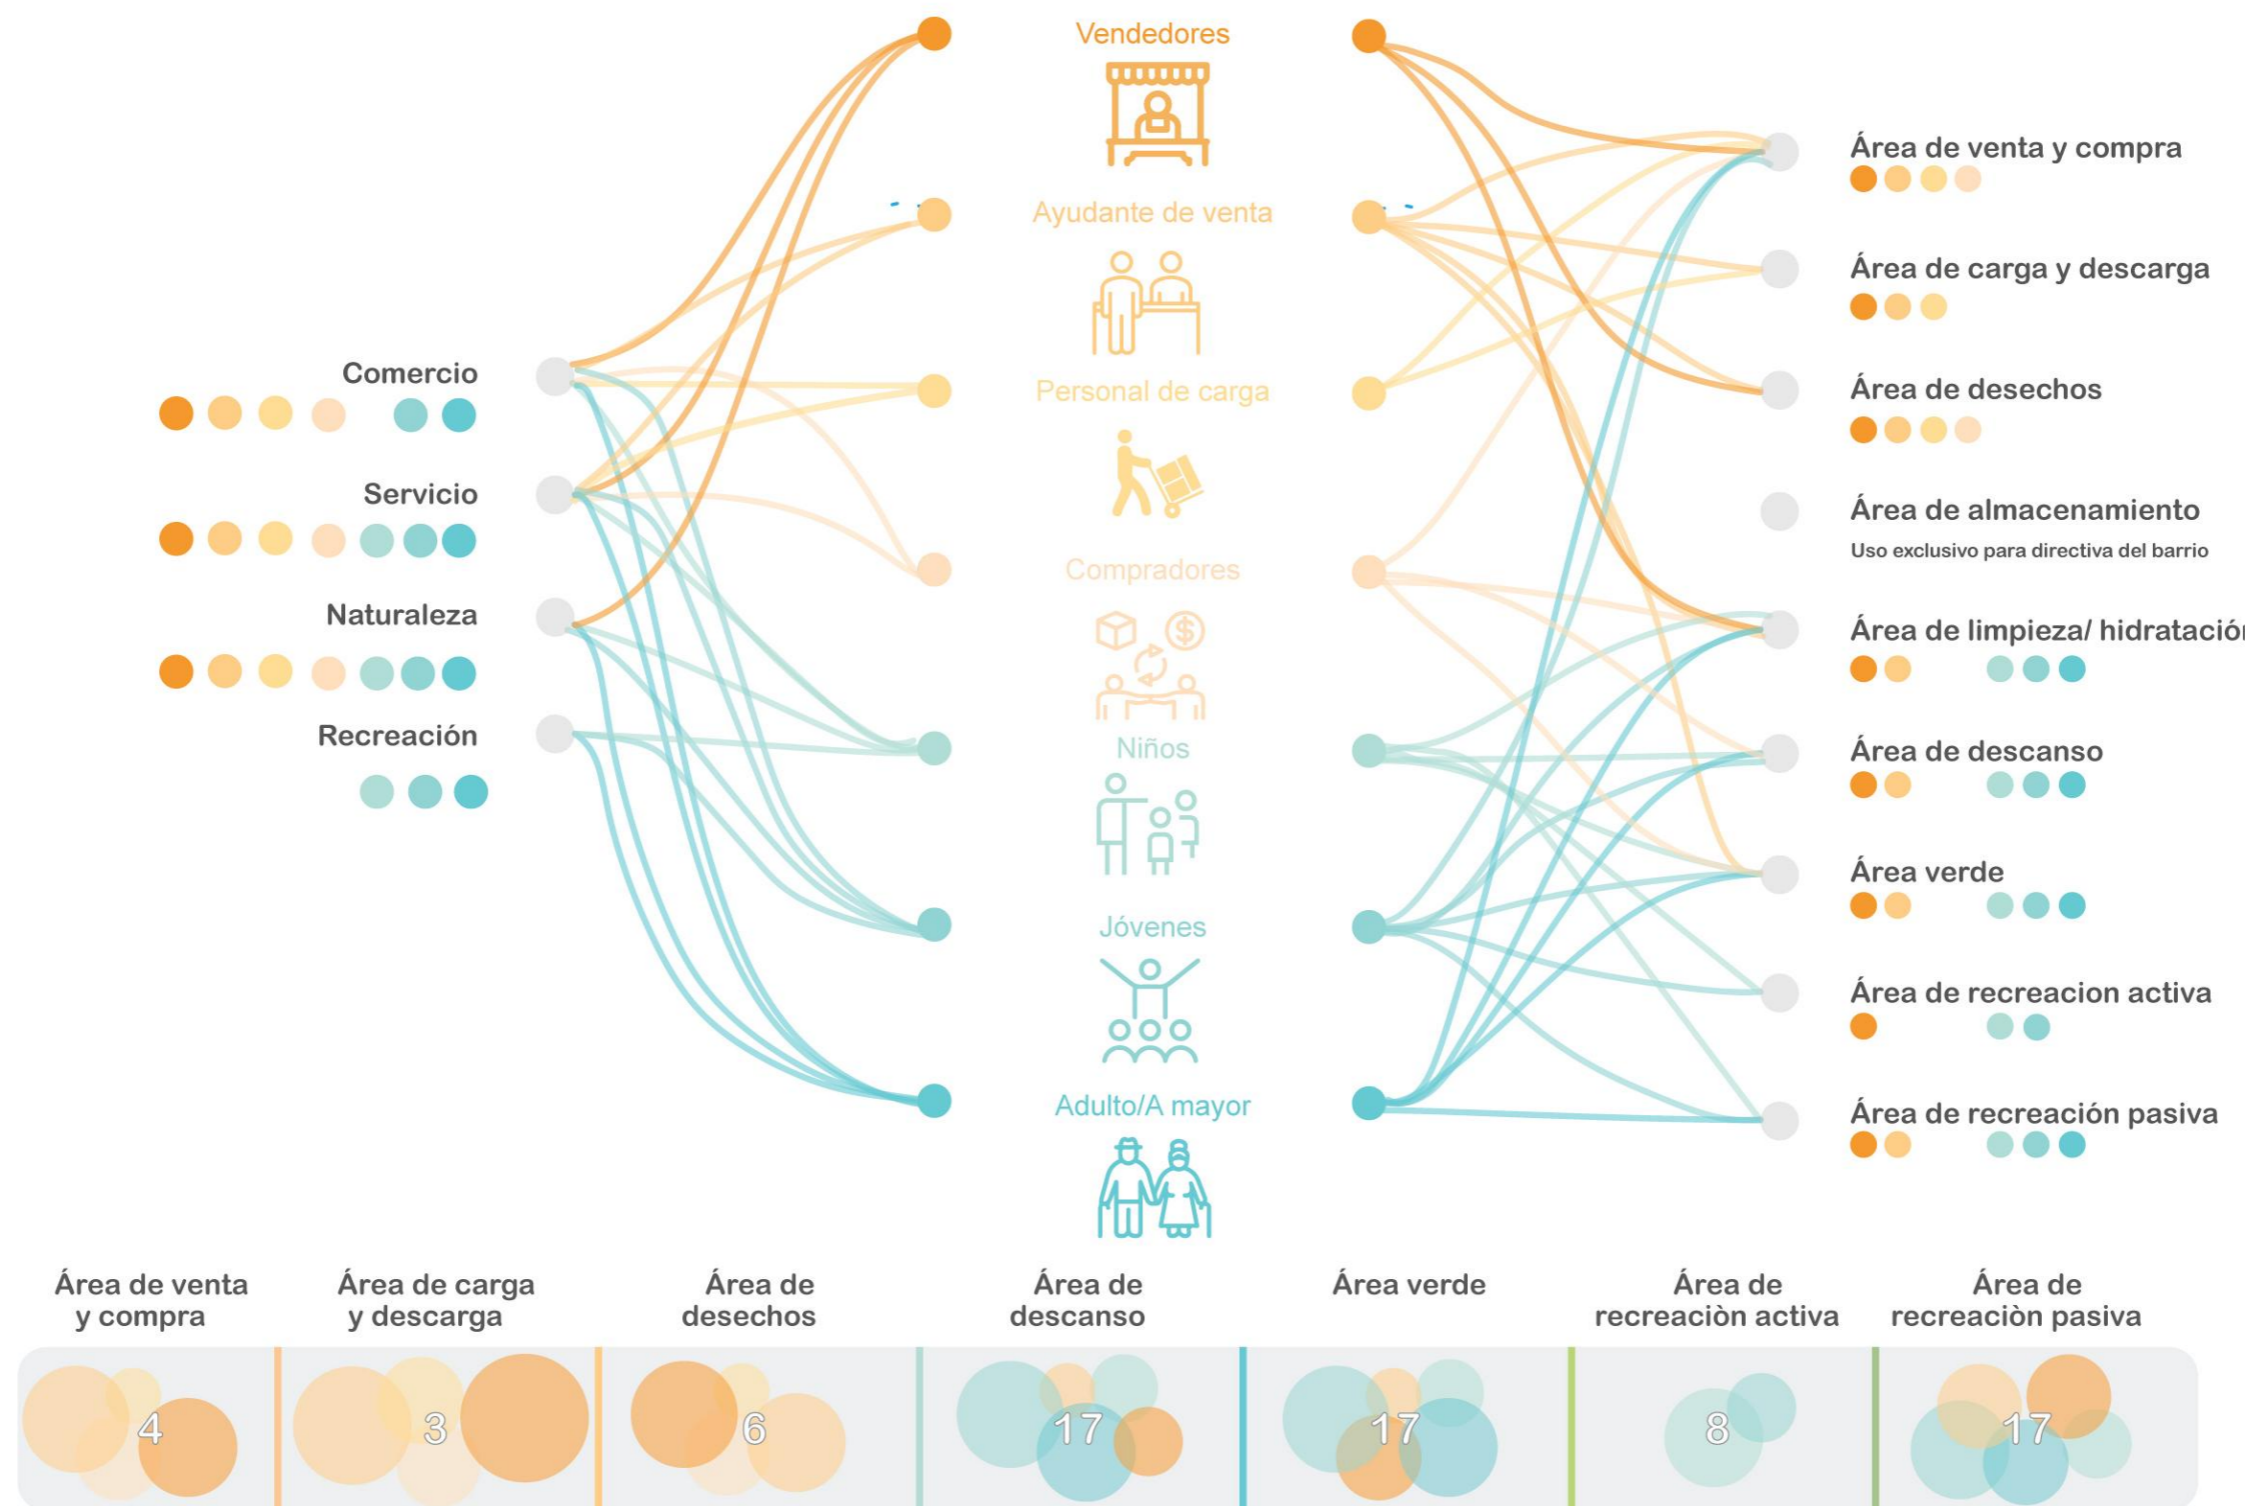 Vendedores
Ayudante de venta
Personal de carga
Compradores
Niños
Jóvenes
Adulto/A mayor
Comercio
Servicio
Naturaleza
Recreación
Área de venta y compra
Área de carga y descarga
Área de desechos
Área de almacenamiento
Uso exclusivo para directiva del barrio
Área de limpieza/ hidratación
Área de descanso
Área verde
Área de recreacion activa
Área de recreación pasiva
Área de venta
y compra
Área de carga
y descarga
Área de
desechos
Área de
descanso
Área verde
Área de
recreaciòn activa
Área de
recreaciòn pasiva
4
3
6
17
17
8
17